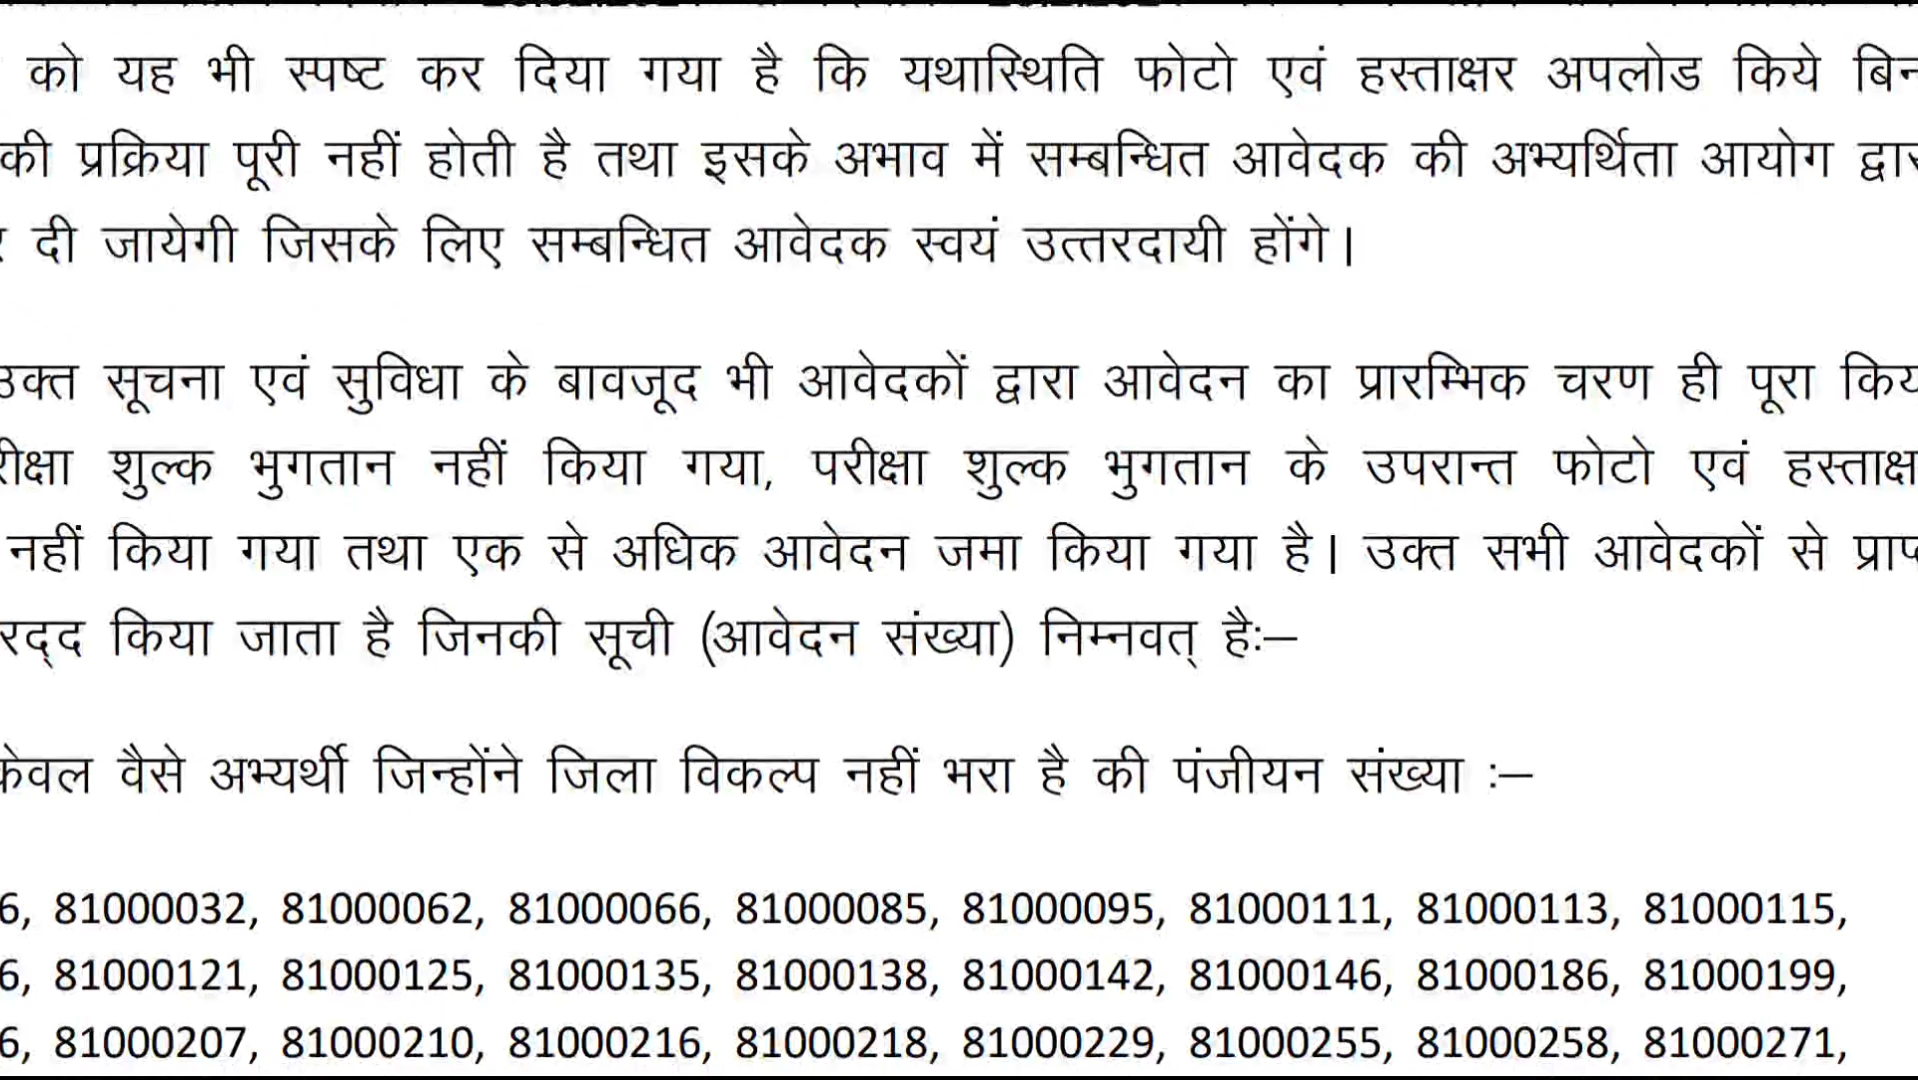 को यह भी स्पष्ट कर दिया गया है कि यथास्थिति फोटो एवं हस्ताक्षर अपलोड किये
की प्रक्रिया पूरी नहीं होती है तथा इसके अभाव में सम्बन्धित आवेदक की अभ्यर्थिता आयोग
दी जायेगी जिसके लिए सम्बन्धित आवेदक स्वयं उत्तरदायी होंगे।
उक्त सूचना एवं सुविधा के बावजूद भी आवेदकों द्वारा आवेदन का प्रारम्भिक चरण ही पूरा
शुल्क भुगतान नहीं किया गया, परीक्षा शुल्क भुगतान के उपरान्त फोटो एवं
नहीं किया गया तथा एक से अधिक आवेदन जमा किया गया है। उक्त सभी आवेदकों से
रद्द किया जाता है जिनकी सूची (आवेदन संख्या) निम्नवत् है:–
केवल वैसे अभ्यर्थी जिन्होंने जिला विकल्प नहीं भरा है की पंजीयन संख्या :–
6, 81000032, 81000062, 81000066, 81000085, 81000095, 81000111, 81000113, 81000115,
6, 81000121, 81000125, 81000135, 81000138, 81000142, 81000146, 81000186, 81000199,
6, 81000207, 81000210, 81000216, 81000218, 81000229, 81000255, 81000258, 81000271,